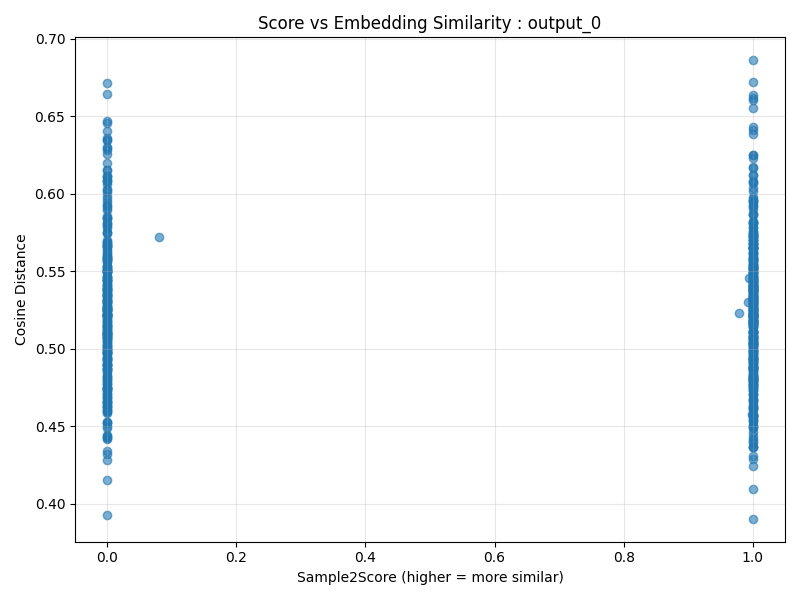 Score vs Embedding Similarity : output_0
0.70
0.65
0.60
0.55
0.50
0.45
0.40
Cosine Distance
0.0 0.2 0.4 0.6 0.8 1.0
Sample2Score (higher = more similar)